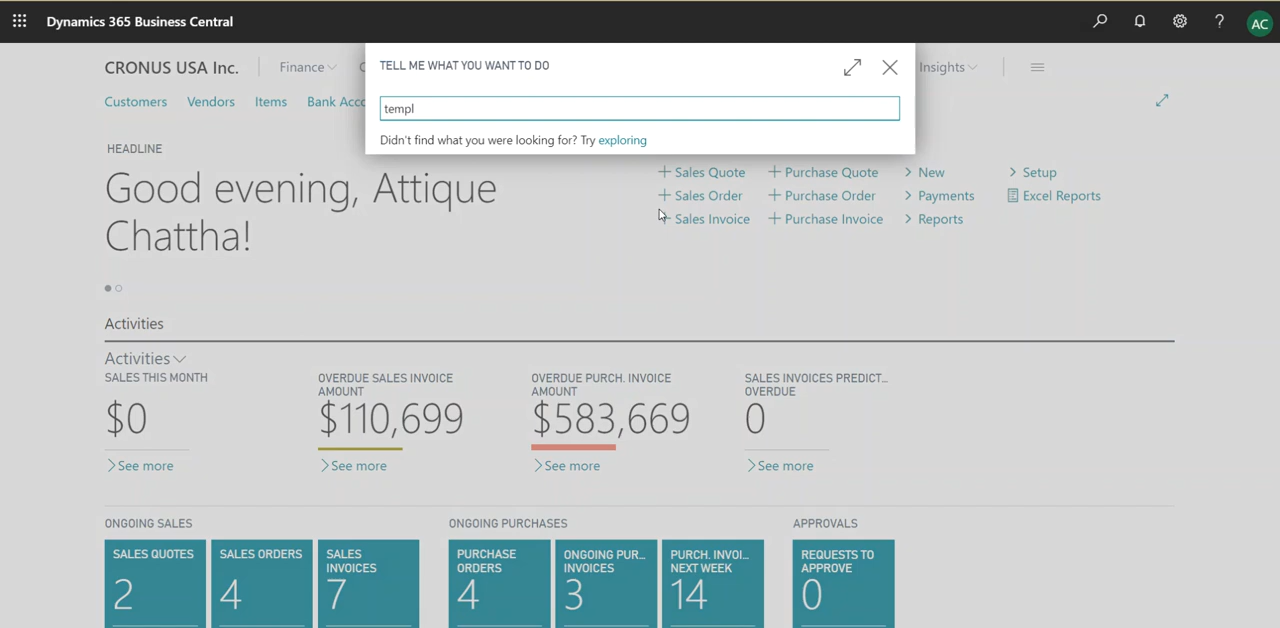 Dynamics 365 Business Central
?
AC
TELL ME WHAT YOU WANT TO DO
CRONUS USA Inc.
Finance
Insights
templ
Customers
Vendors
Items
Bank Acco
Didn't find what you were looking for? Try exploring
HEADLINE
Good evening, Attique
Chattha!
+ Sales Quote
+ Purchase Quote
> New
> Setup
+ Sales Order
+ Purchase Order
> Payments
Excel Reports
+ Sales Invoice
+ Purchase Invoice
> Reports
Activities
Activities
SALES THIS MONTH
$0
> See more
OVERDUE SALES INVOICE
AMOUNT
$110,699
> See more
OVERDUE PURCH. INVOICE
AMOUNT
$583,669
> See more
SALES INVOICES PREDICT...
OVERDUE
0
> See more
ONGOING SALES
ONGOING PURCHASES
APPROVALS
SALES QUOTES
2
SALES ORDERS
4
SALES
INVOICES
7
PURCHASE
ORDERS
4
ONGOING PUR...
INVOICES
3
PURCH. INVOI...
NEXT WEEK
14
REQUESTS TO
APPROVE
0